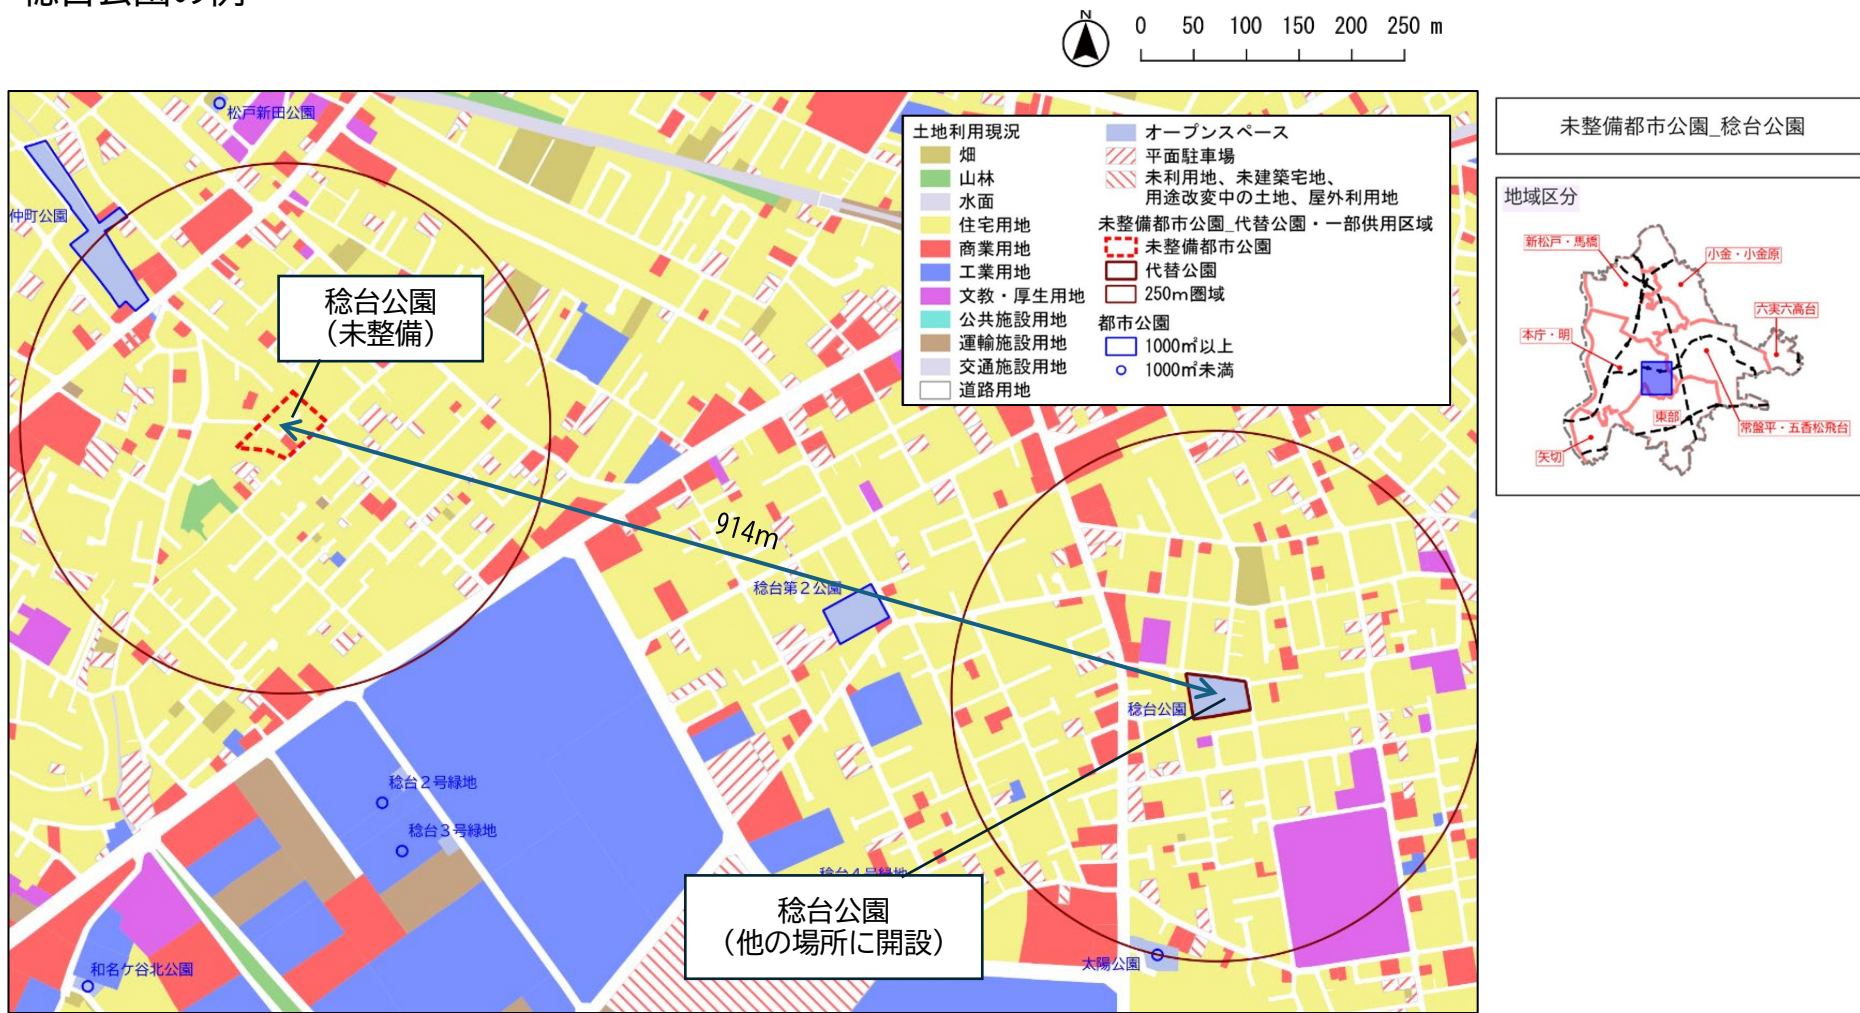 稔台公園の例
N
0 50 100 150 200 250 m
未整備都市公園_稔台公園
地域区分
新松戸・馬橋
小金・小金原
六実六高台
本庁・明
東部
常盤平・五香松飛台
矢切
土地利用現況
畑
山林
水面
住宅用地
商業用地
工業用地
文教・厚生用地
公共施設用地
運輸施設用地
交通施設用地
道路用地
オープンスペース
平面駐車場
未利用地、未建築宅地、
用途改変中の土地、屋外利用地
未整備都市公園_代替公園・一部供用区域
未整備都市公園
代替公園
250m圏域
都市公園
1000㎡以上
1000㎡未満
松戸新田公園
仲町公園
稔台公園
（未整備）
914m
稔台第２公園
稔台公園
稔台２号緑地
稔台３号緑地
稔台４号緑地
稔台公園
（他の場所に開設）
太陽公園
和名ケ谷北公園